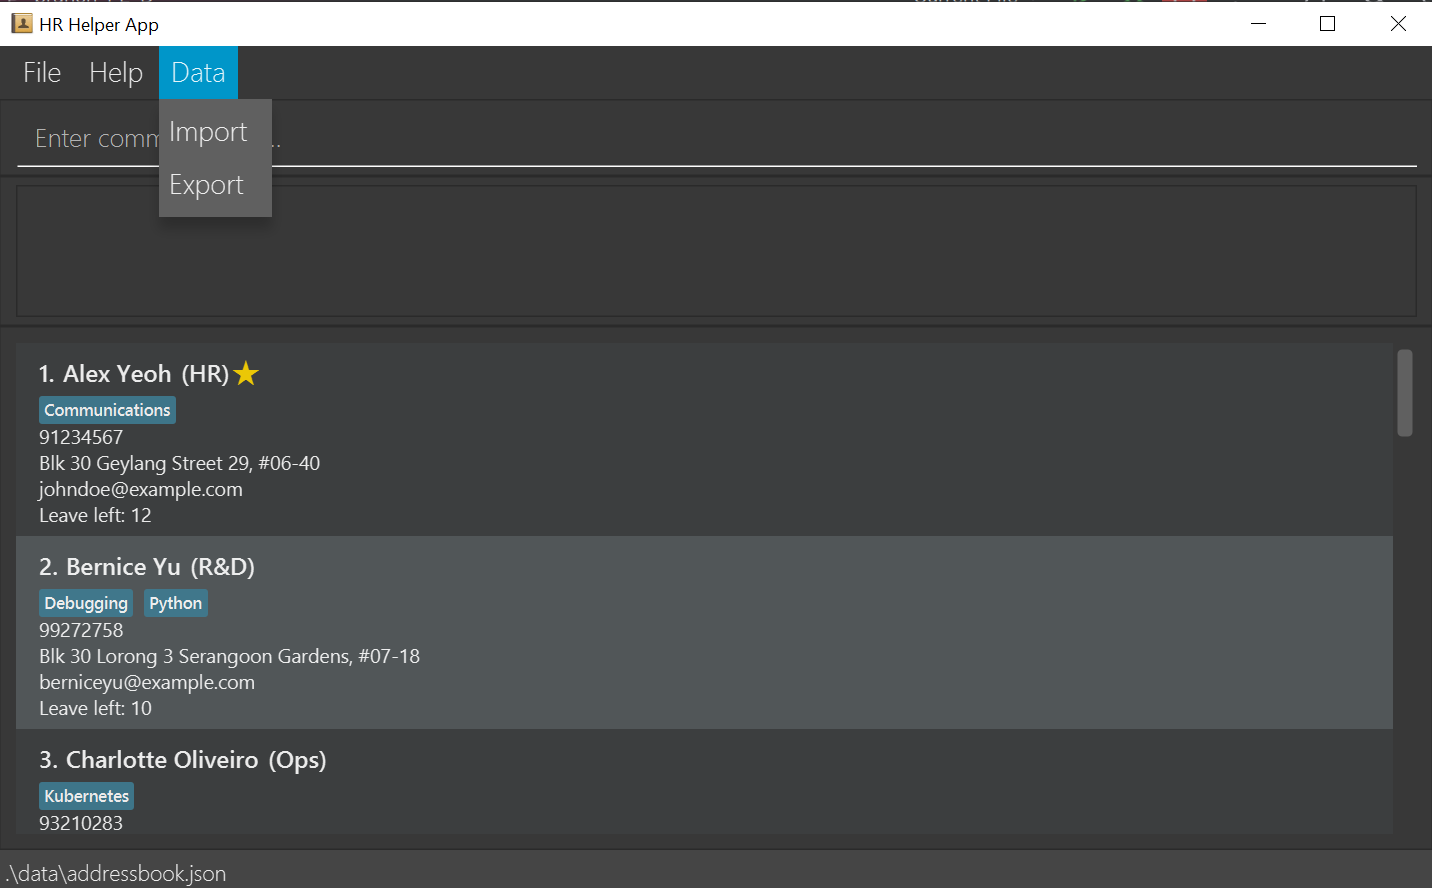 HR Helper App
File Help Data
Import
Enter comm ..
Export
1. Alex Yeoh (HR)
Communications
91234567
Blk 30 Geylang Street 29, #06-40
johndoe@example.com
Leave left: 12
2. Bernice Yu (R&D)
Debugging Python
99272758
Blk 30 Lorong 3 Serangoon Gardens, #07-18
berniceyu@example.com
Leave left: 10
3. Charlotte Oliveiro (Ops)
Kubernetes
93210283
.\data\addressbook.json